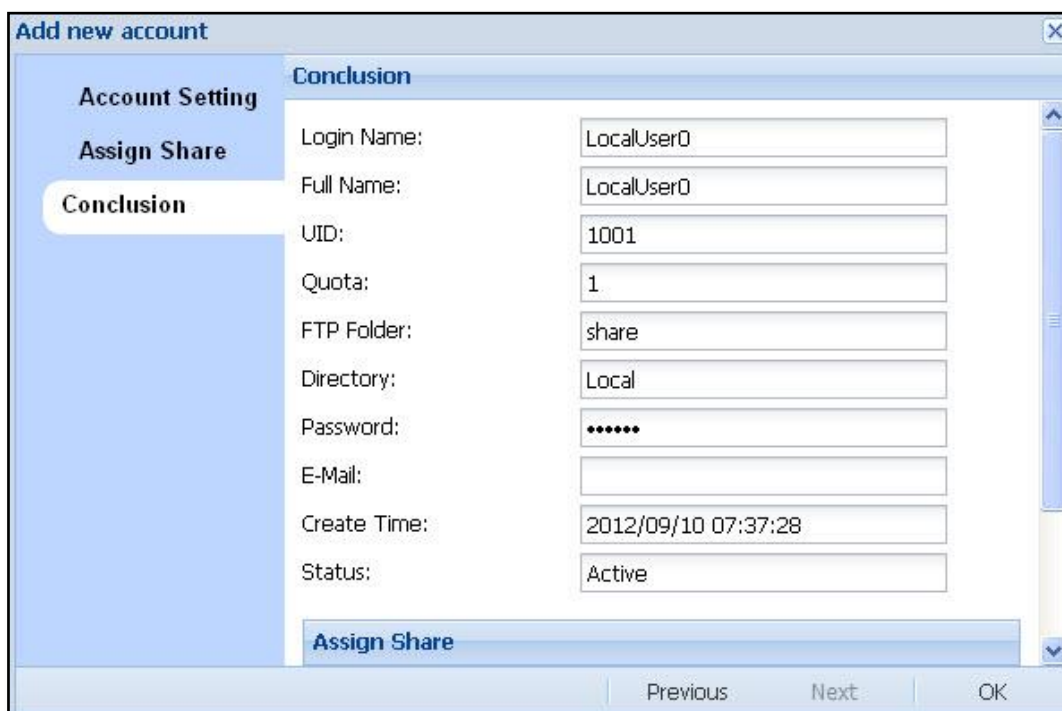 Add new account
Account Setting
Assign Share
Conclusion
Conclusion
Login Name: LocalUser0
Full Name: LocalUser0
UID: 1001
Quota: 1
FTP Folder: share
Directory: Local
Password: ••••••
E-Mail:
Create Time: 2012/09/10 07:37:28
Status: Active
Assign Share
Previous Next OK